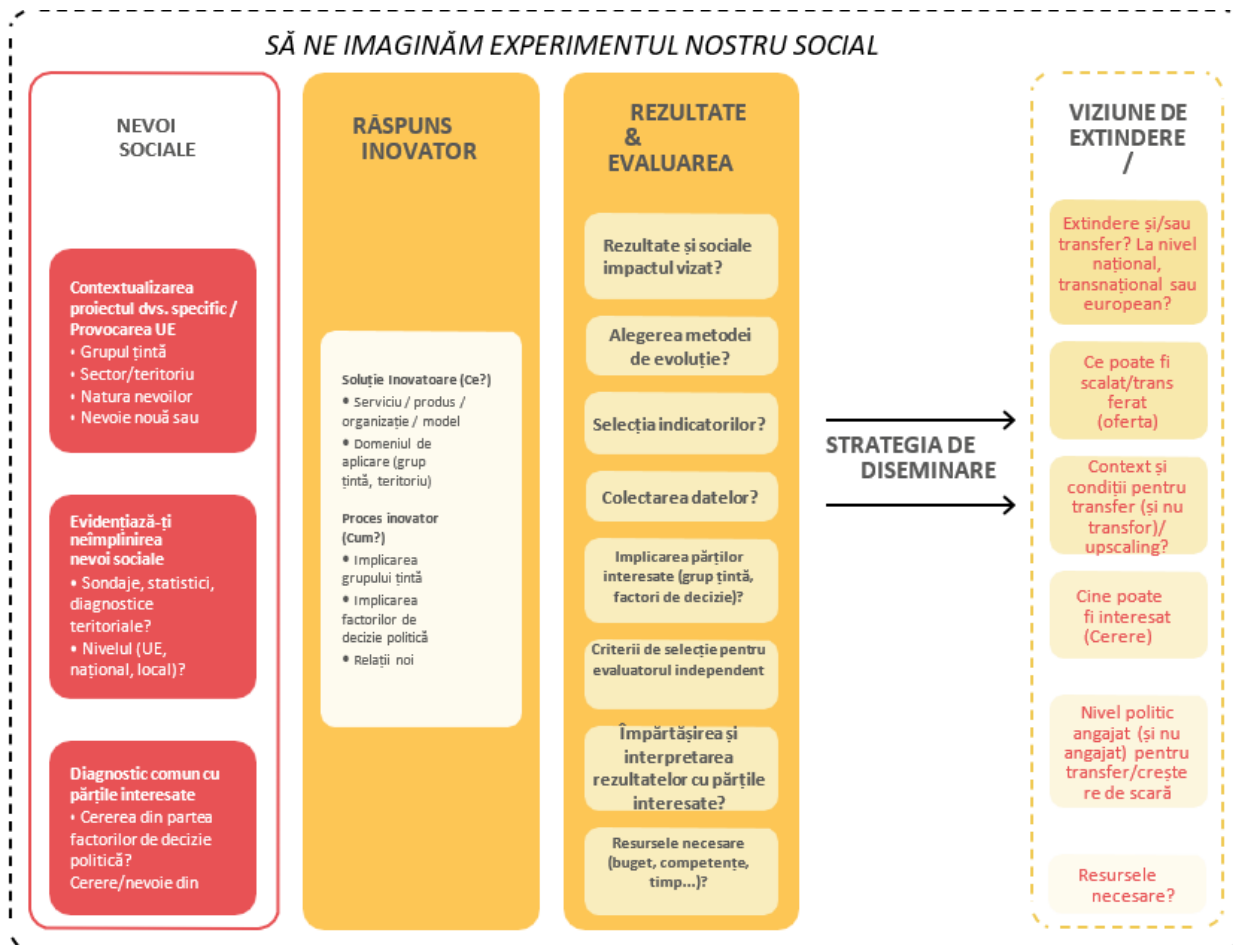 SĂ NE IMAGINĂM EXPERIMENTUL NOSTRU SOCIAL
NEVOI
SOCIALE
Contextualizarea
proiectul dvs. specific /
Provocarea UE
• Grupul țintă
• Sector/teritoriu
• Natura nevoilor
• Nevoie nouă sau
Evidențiază-ți
neîmplinirea
nevoi sociale
• Sondaje, statistici,
diagnostice
teritoriale?
• Nivelul (UE,
național, local)?
Diagnostic comun cu
părțile interesate
• Cererea din partea
factorilor de decizie
politică?
Cerere/nevoie din
RĂSPUNS
INOVATOR
Soluție Inovatoare (Ce?)
• Serviciu / produs /
organizație / model
• Domeniul de
aplicare (grup
țintă, teritoriu)
Proces inovator
(Cum?)
• Implicarea
grupului țintă
• Implicarea
factorilor de
decizie politică
• Relații noi
REZULTATE
&
EVALUAREA
Rezultate și sociale
impactul vizat?
Alegerea metodei
de evoluție?
Selecția indicatorilor?
Colectarea datelor?
Implicarea părților
interesate (grup țintă,
factori de decizie)?
Criterii de selecție pentru
evaluatorul independent
Împărtășirea și
interpretarea
rezultatelor cu părțile
interesate?
Resursele necesare
(buget, competențe,
timp...)?
STRATEGIA DE
DISEMINARE
VIZIUNE DE
EXTINDERE
/
Extindere și/sau
transfer? La nivel
național,
transnațional sau
european?
Ce poate fi
scalat/trans
ferat
(oferta)
Context și
condiții pentru
transfer (și nu
transfor)/
upscaling?
Cine poate
fi interesat
(Cerere)
Nivel politic
angajat (și nu
angajat) pentru
transfer/crește
re de scară
Resursele
necesare?